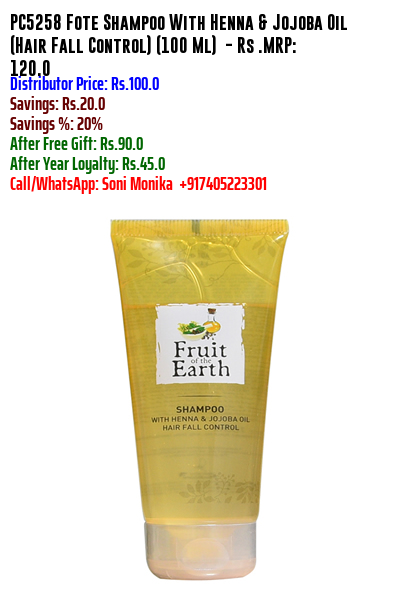 PC5258 Fote Shampoo With Henna & Jojoba Oil
(Hair Fall Control) (100 Ml) - Rs .MRP:
120.0
Distributor Price: Rs.100.0
Savings: Rs.20.0
Savings %: 20%
After Free Gift: Rs.90.0
After Year Loyalty: Rs.45.0
Call/WhatsApp: Soni Monika +917405223301
Fruit
of the
Earth
SHAMPOO
WITH HENNA & JOJOBA OIL
HAIR FALL CONTROL